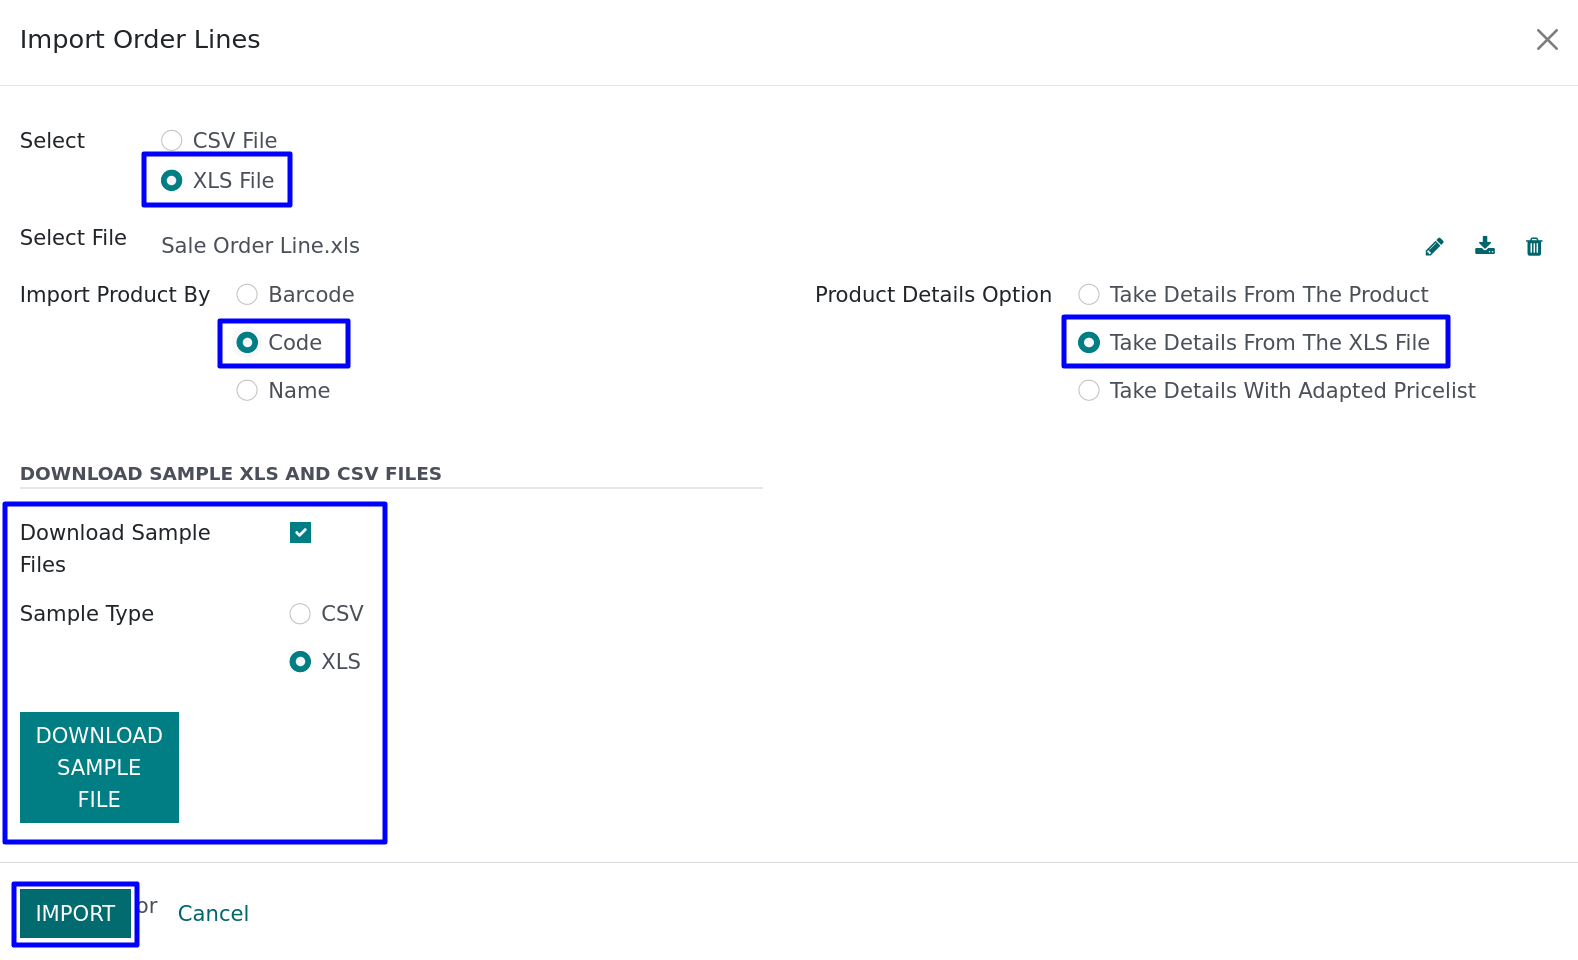 Import Order Lines
Select
CSV File
XLS File
Select File
Sale Order Line.xls
Import Product By
Barcode
Code
Name
Product Details Option
Take Details From The Product
Take Details From The XLS File
Take Details With Adapted Pricelist
DOWNLOAD SAMPLE XLS AND CSV FILES
Download Sample
Files
Sample Type
CSV
XLS
DOWNLOAD
SAMPLE
FILE
IMPORT or Cancel